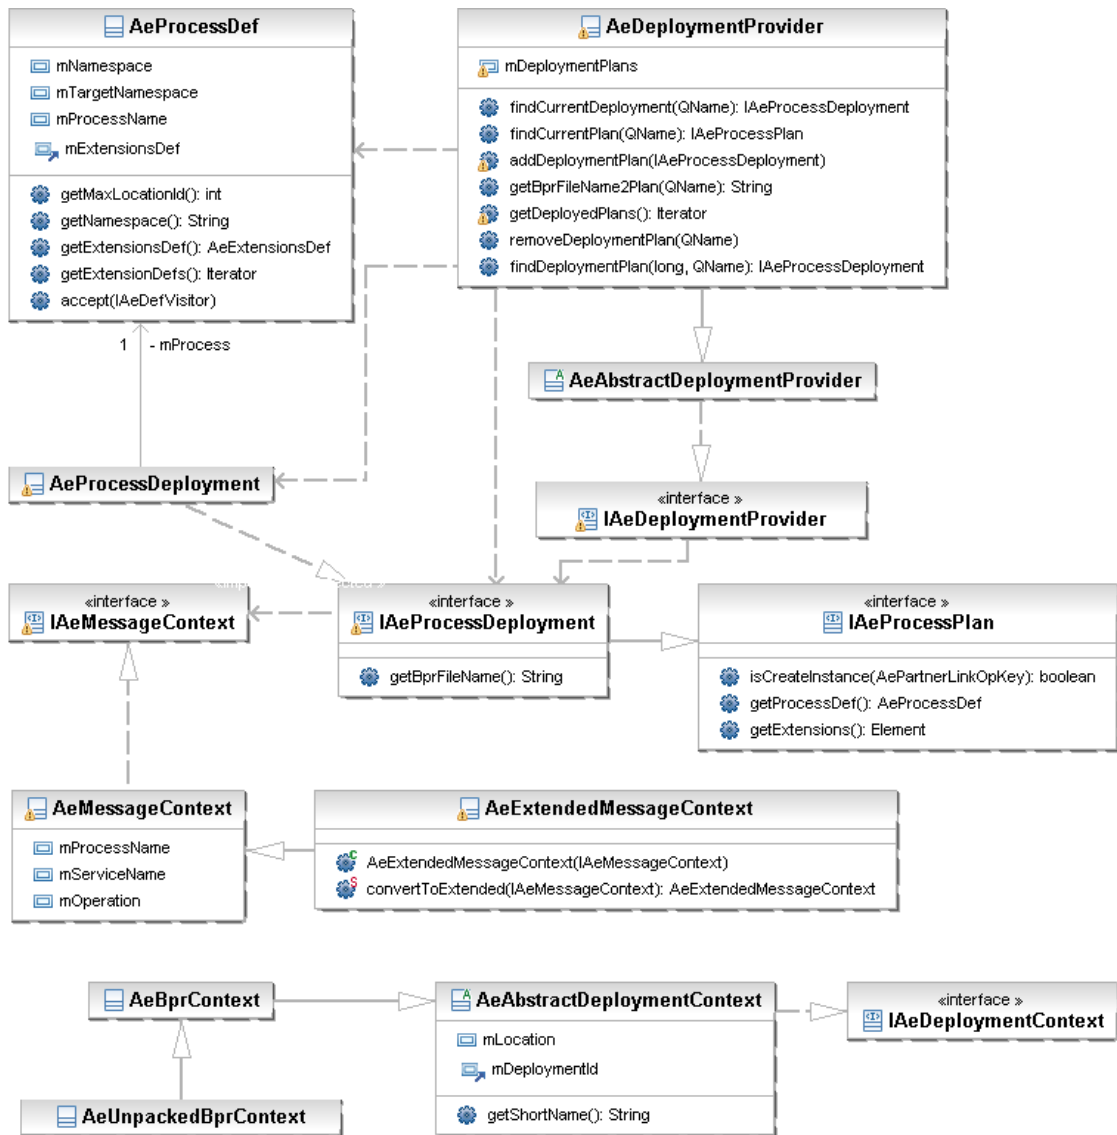 AeProcessDef
mNamespace
mTargetNamespace
mProcessName
mExtensionsDef
getMaxLocationId(): int
getNamespace(): String
getExtensionsDef(): AeExtensionsDef
getExtensionDefs(): Iterator
accept(IAeDefVisitor)
AeDeploymentProvider
mDeploymentPlans
findCurrentDeployment(QName): IAeProcessDeployment
findCurrentPlan(QName): IAeProcessPlan
addDeploymentPlan(IAeProcessDeployment)
getBprFileName2Plan(QName): String
getDeployedPlans(): Iterator
removeDeploymentPlan(QName)
findDeploymentPlan(long, QName): IAeProcessDeployment
1 - mProcess
AeAbstractDeploymentProvider
AeProcessDeployment
«interface »
IAeDeploymentProvider
«interface »
IAeMessageContext
«interface »
IAeProcessDeployment
getBprFileName(): String
«interface »
IAeProcessPlan
isCreateInstance(AePartnerLinkOpKey): boolean
getProcessDef(): AeProcessDef
getExtensions(): Element
AeMessageContext
mProcessName
mServiceName
mOperation
AeExtendedMessageContext
AeExtendedMessageContext(IAeMessageContext)
convertToExtended(IAeMessageContext): AeExtendedMessageContext
AeBprContext
AeAbstractDeploymentContext
mLocation
mDeploymentId
getShortName(): String
«interface »
IAeDeploymentContext
AeUnpackedBprContext